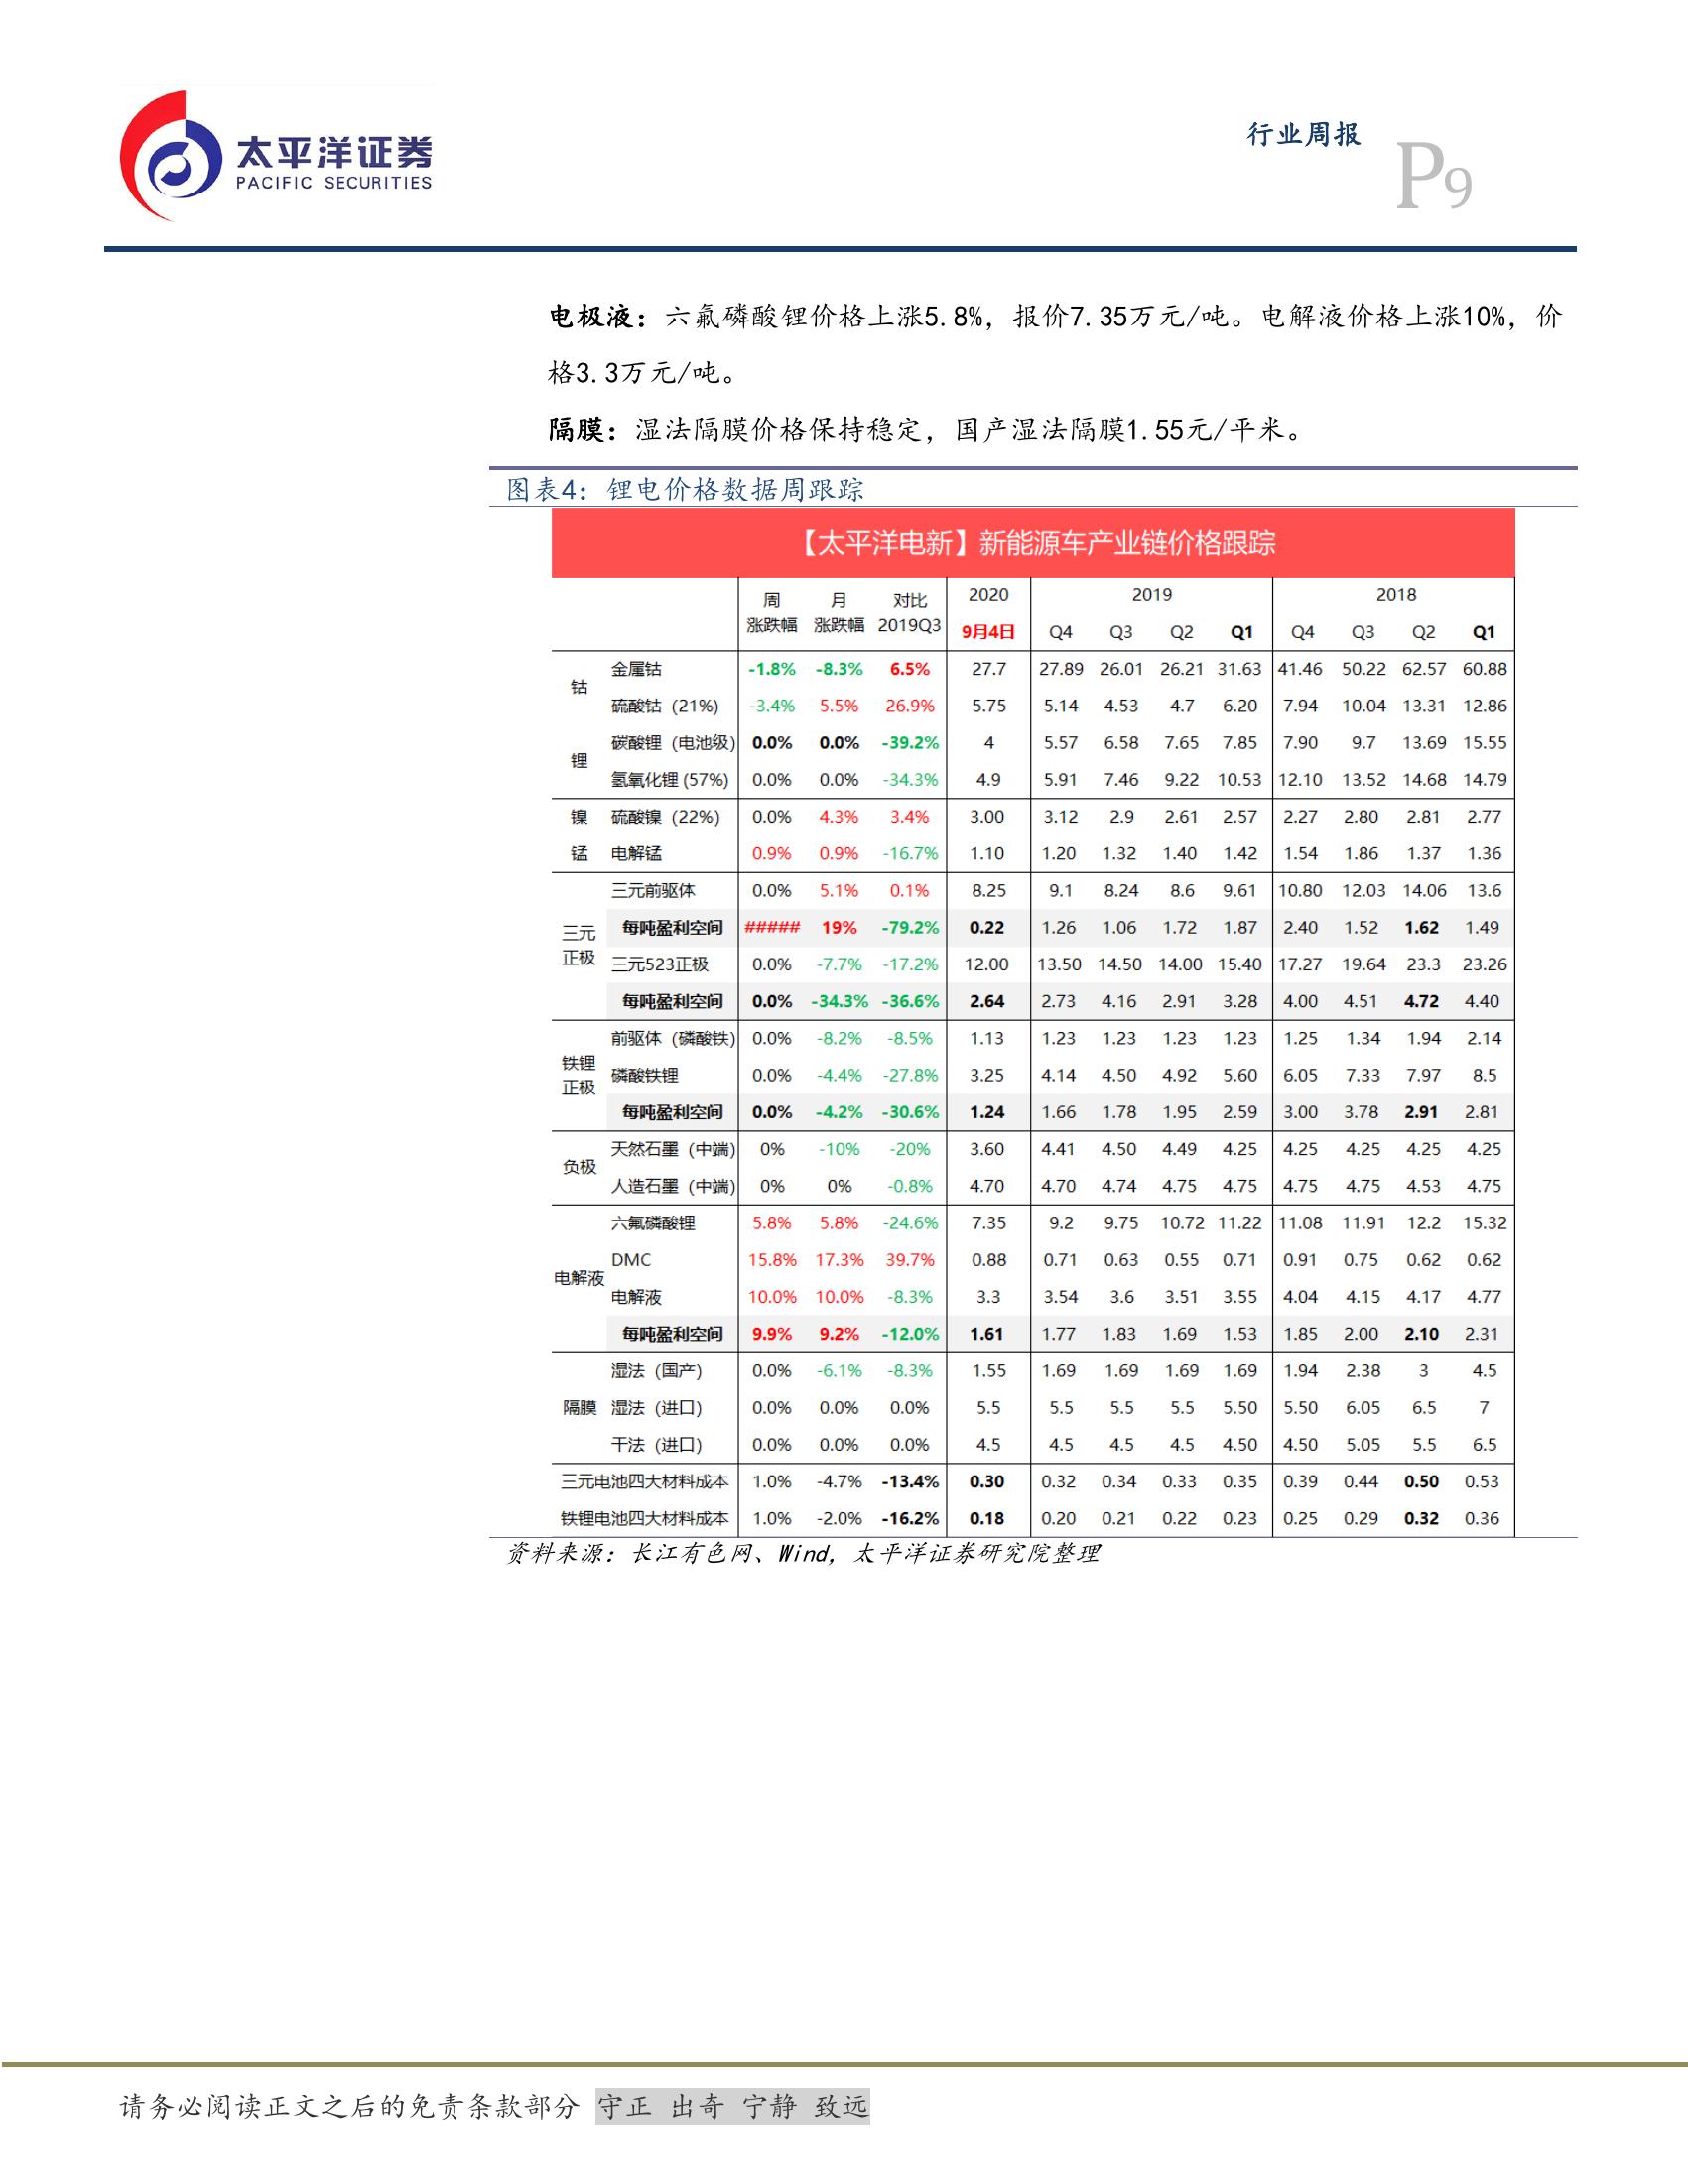 太平洋证券
PACIFIC SECURITIES
行业周报
P9
电极液：六氟磷酸锂价格上涨5.8%，报价7.35万元/吨。电解液价格上涨10%，价
格3.3万元/吨。
隔膜：湿法隔膜价格保持稳定，国产湿法隔膜1.55元/平米。
图表4：锂电价格数据周跟踪
【太平洋电新】新能源车产业链价格跟踪
周涨跌幅 月涨跌幅 对比2019Q3 2020 2019 2018
9月4日 Q4 Q3 Q2 Q1 Q4 Q3 Q2 Q1
钴 金属钴 -1.8% -8.3% 6.5% 27.7 27.89 26.01 26.21 31.63 41.46 50.22 62.57 60.88
硫酸钴（21%） -3.4% 5.5% 26.9% 5.75 5.14 4.53 4.7 6.20 7.94 10.04 13.31 12.86
锂 碳酸锂（电池级） 0.0% 0.0% -39.2% 4 5.57 6.58 7.65 7.85 7.90 9.7 13.69 15.55
氢氧化锂 (57%) 0.0% 0.0% -34.3% 4.9 5.91 7.46 9.22 10.53 12.10 13.52 14.68 14.79
镍 硫酸镍（22%） 0.0% 4.3% 3.4% 3.00 3.12 2.9 2.61 2.57 2.27 2.80 2.81 2.77
锰 电解锰 0.9% 0.9% -16.7% 1.10 1.20 1.32 1.40 1.42 1.54 1.86 1.37 1.36
三元正极 三元前驱体 0.0% 5.1% 0.1% 8.25 9.1 8.24 8.6 9.61 10.80 12.03 14.06 13.6
每吨盈利空间 ##### 19% -79.2% 0.22 1.26 1.06 1.72 1.87 2.40 1.52 1.62 1.49
三元523正极 0.0% -7.7% -17.2% 12.00 13.50 14.50 14.00 15.40 17.27 19.64 23.3 23.26
每吨盈利空间 0.0% -34.3% -36.6% 2.64 2.73 4.16 2.91 3.28 4.00 4.51 4.72 4.40
铁锂正极 前驱体（磷酸铁） 0.0% -8.2% -8.5% 1.13 1.23 1.23 1.23 1.23 1.25 1.34 1.94 2.14
磷酸铁锂 0.0% -4.4% -27.8% 3.25 4.14 4.50 4.92 5.60 6.05 7.33 7.97 8.5
每吨盈利空间 0.0% -4.2% -30.6% 1.24 1.66 1.78 1.95 2.59 3.00 3.78 2.91 2.81
负极 天然石墨（中端） 0% -10% -20% 3.60 4.41 4.50 4.49 4.25 4.25 4.25 4.25 4.25
人造石墨（中端） 0% 0% -0.8% 4.70 4.70 4.74 4.75 4.75 4.75 4.75 4.53 4.75
电解液 六氟磷酸锂 5.8% 5.8% -24.6% 7.35 9.2 9.75 10.72 11.22 11.08 11.91 12.2 15.32
DMC 15.8% 17.3% 39.7% 0.88 0.71 0.63 0.55 0.71 0.91 0.75 0.62 0.62
电解液 10.0% 10.0% -8.3% 3.3 3.54 3.6 3.51 3.55 4.04 4.15 4.17 4.77
每吨盈利空间 9.9% 9.2% -12.0% 1.61 1.77 1.83 1.69 1.53 1.85 2.00 2.10 2.31
隔膜 湿法（国产） 0.0% -6.1% -8.3% 1.55 1.69 1.69 1.69 1.69 1.94 2.38 3 4.5
湿法（进口） 0.0% 0.0% 0.0% 5.5 5.5 5.5 5.5 5.50 5.50 6.05 6.5 7
干法（进口） 0.0% 0.0% 0.0% 4.5 4.5 4.5 4.5 4.50 4.50 5.05 5.5 6.5
三元电池四大材料成本 1.0% -4.7% -13.4% 0.30 0.32 0.34 0.33 0.35 0.39 0.44 0.50 0.53
铁锂电池四大材料成本 1.0% -2.0% -16.2% 0.18 0.20 0.21 0.22 0.23 0.25 0.29 0.32 0.36
资料来源：长江有色网、Wind，太平洋证券研究院整理
请务必阅读正文之后的免责条款部分 守正 出奇 宁静 致远